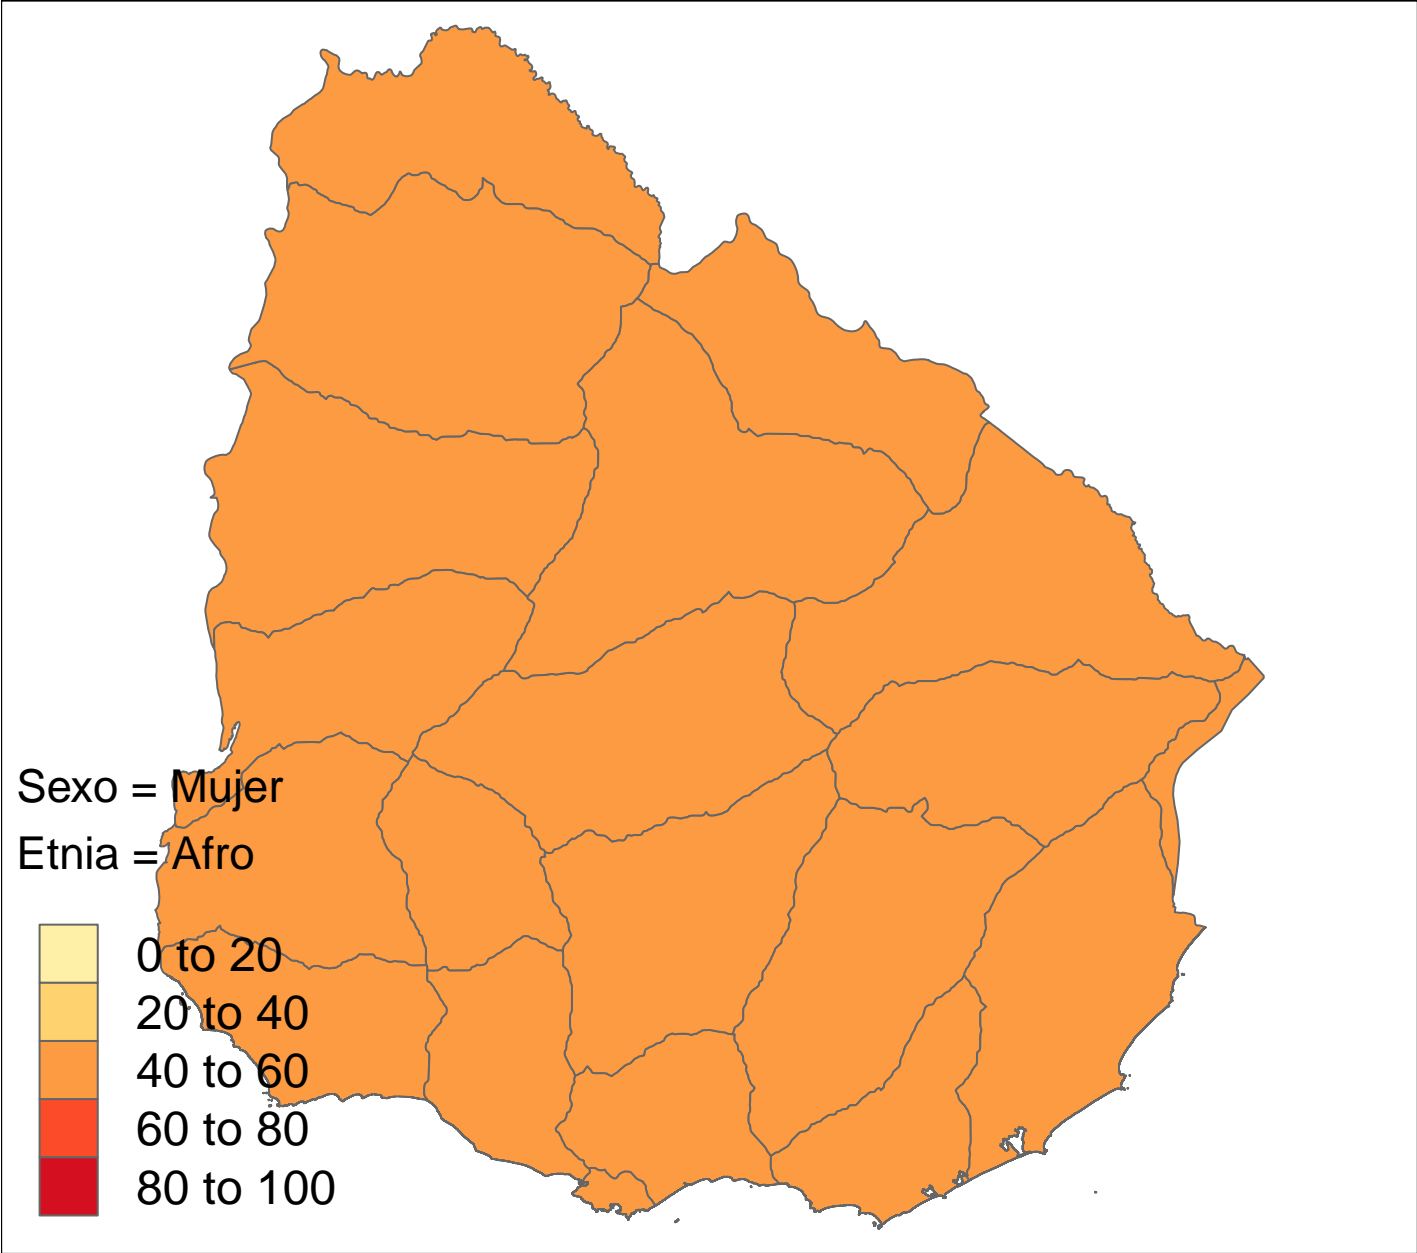 Sexo = Mujer
Etnia = Afro
0 to 20
20 to 40
40 to 60
60 to 80
80 to 100